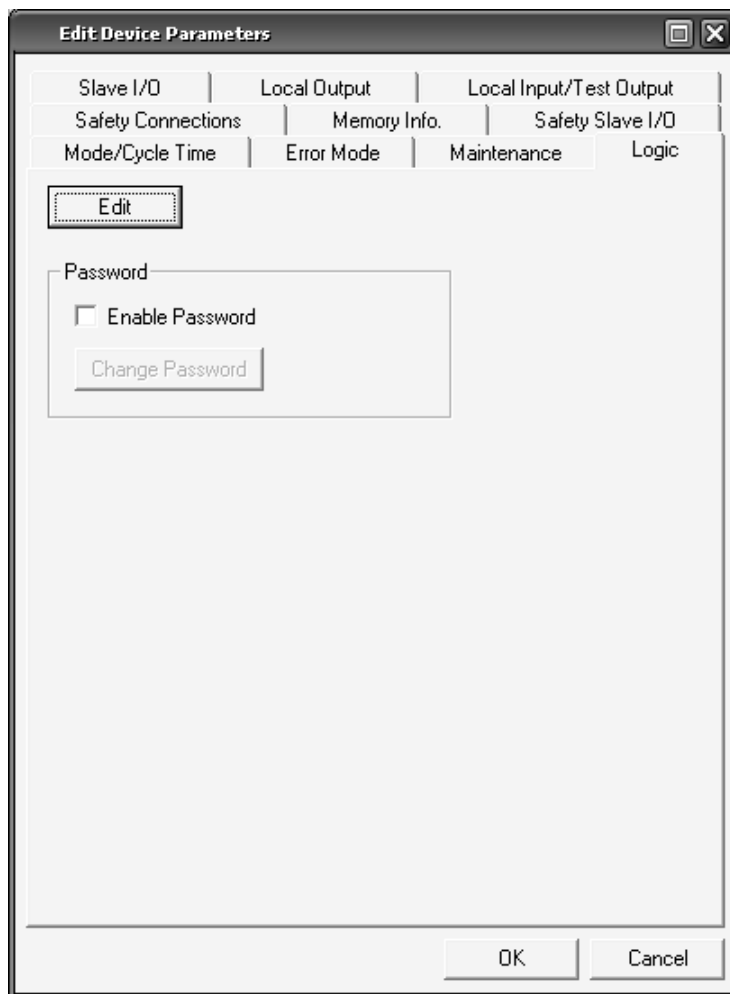 Edit Device Parameters
Slave I/O Local Output Local Input/Test Output
Safety Connections Memory Info. Safety Slave I/O
Mode/Cycle Time Error Mode Maintenance Logic
Edit
Password
Enable Password
Change Password
OK Cancel